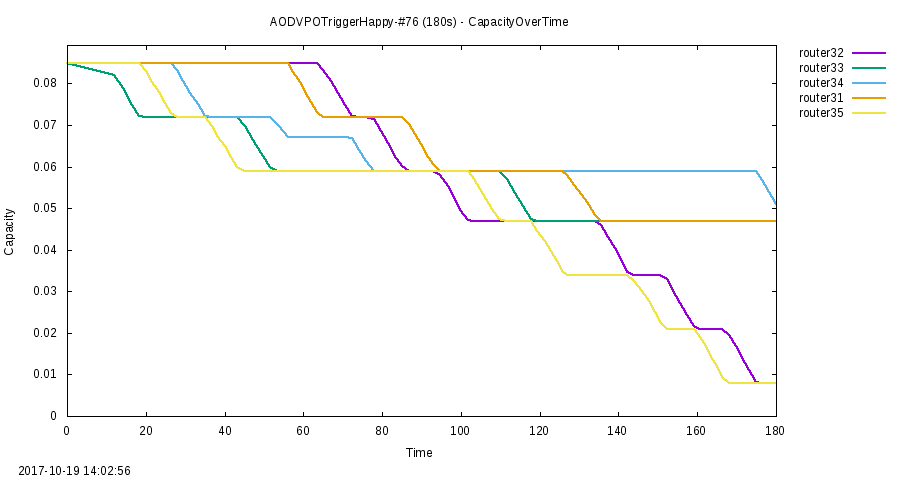 AODVPOTriggerHappy-#76 (180s) - CapacityOverTime
router32
router33
router34
router31
router35
0.08
0.07
0.06
0.05
0.04
0.03
0.02
0.01
0
Capacity
0 20 40 60 80 100 120 140 160 180
Time
2017-10-19 14:02:56